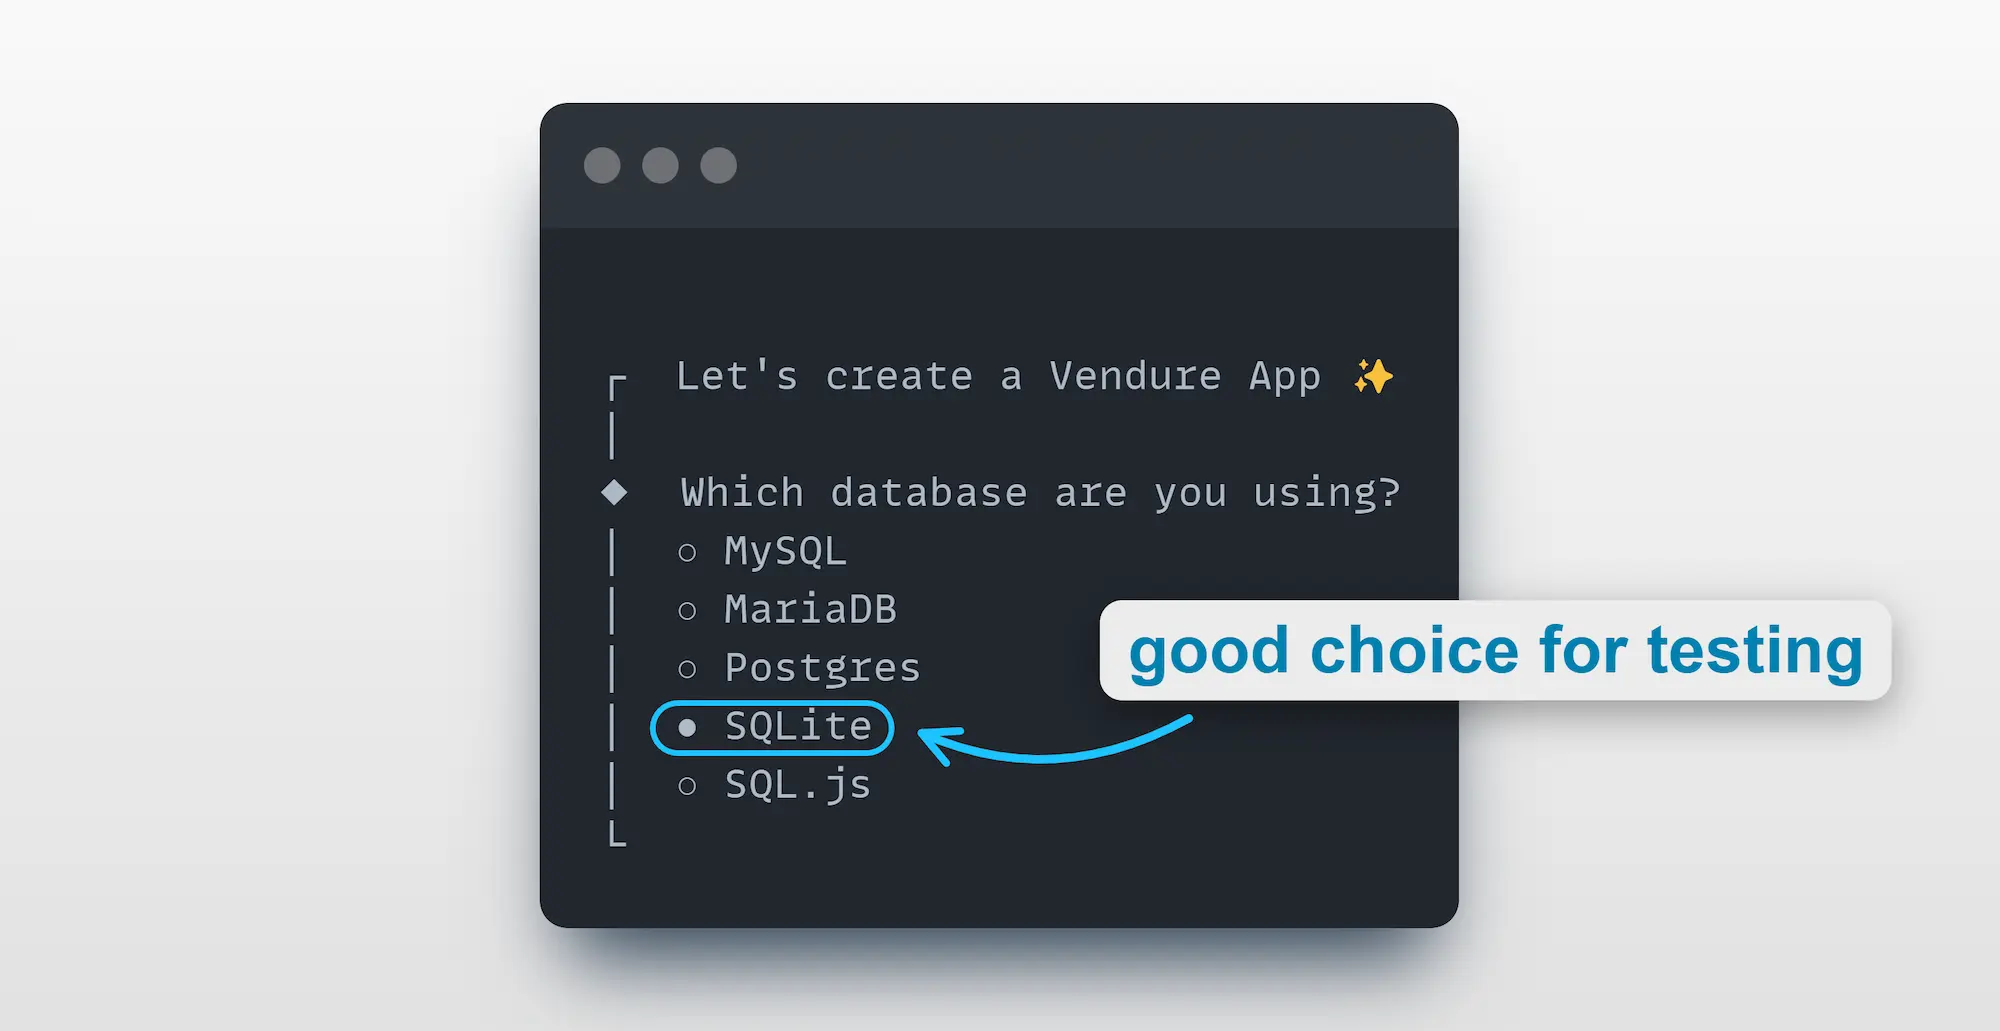 Let's create a Vendure App ✨
Which database are you using?
○ MySQL
○ MariaDB
○ Postgres
● SQLite
○ SQL.js
good choice for testing